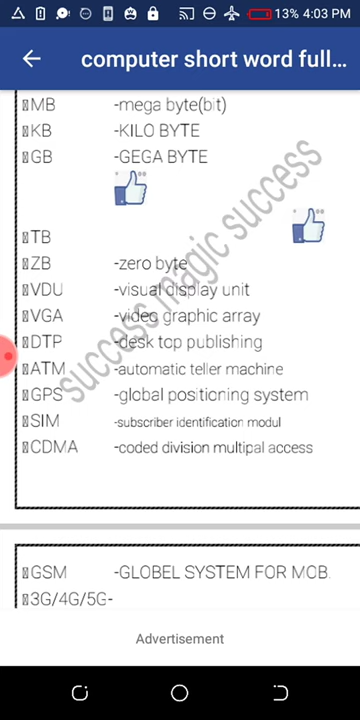 13% 4:03 PM
computer short word full...
MB -mega byte(bit)
KB -KILO BYTE
GB -GEGA BYTE
TB
ZB -zero byte
VDU -visual display unit
VGA -video graphic array
DTP -desk tcp publishing
ATM -automatic teller machine
GPS -global positioning system
SIM -subscriber identification modul
CDMA -coded division multipal access
success magic success
GSM -GLOBEL SYSTEM FOR MOB.
3G/4G/5G-
Advertisement